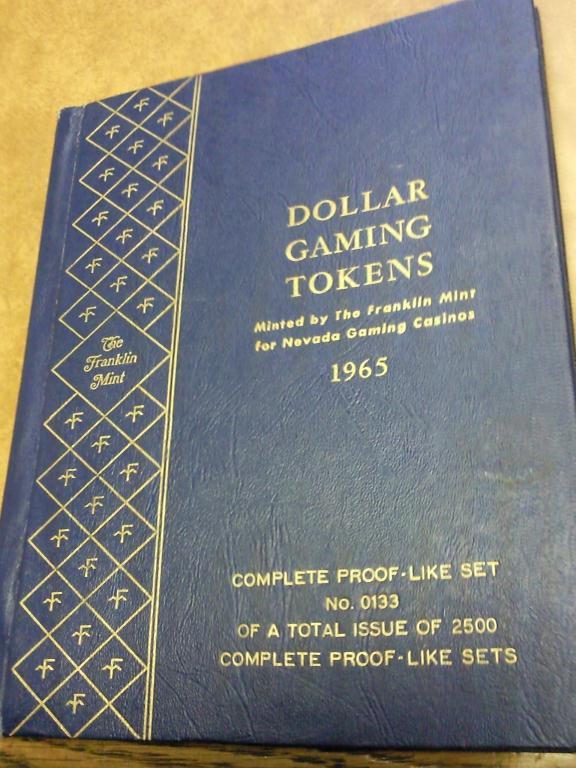 DOLLAR
GAMING
TOKENS
Minted by The Franklin Mint
for Nevada Gaming Casinos
1965
The
Franklin
Mint
COMPLETE PROOF-LIKE SET
No. 0133
OF A TOTAL ISSUE OF 2500
COMPLETE PROOF-LIKE SETS